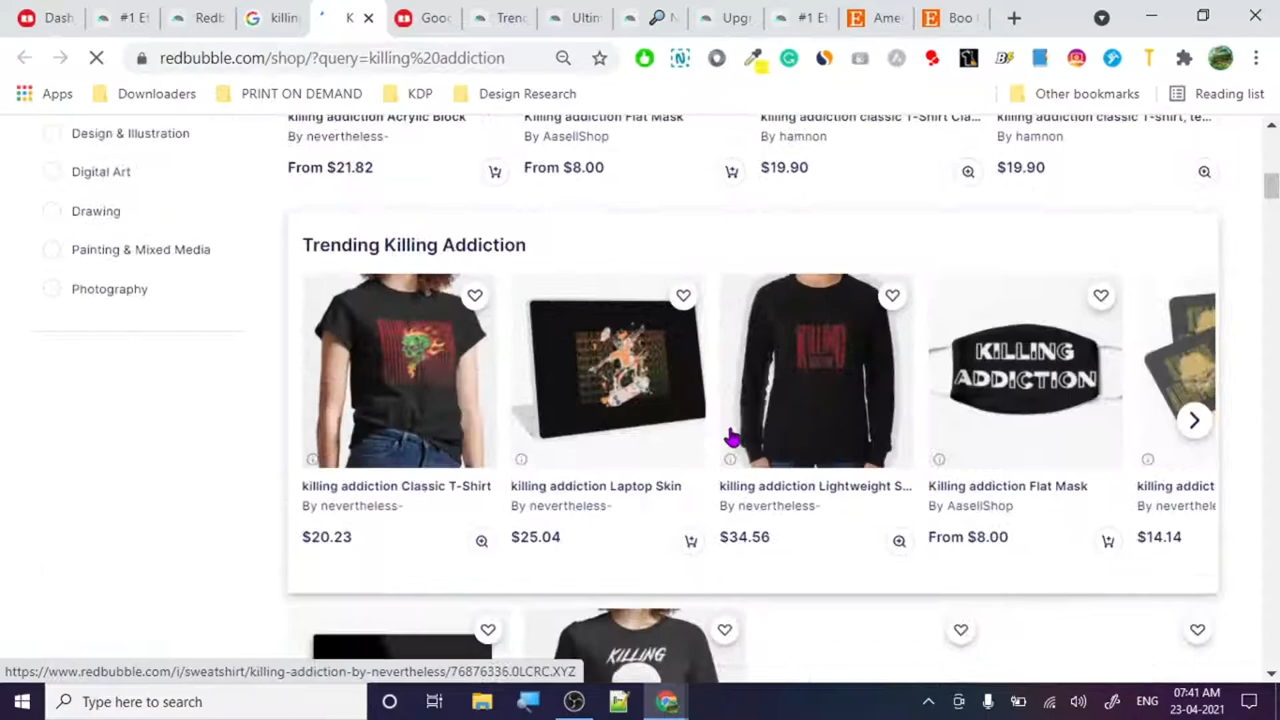 Dash
#1 Ef
Redb
killin
K
Good
Trend
Ultim
N
Upgr
#1 Ef
Ame
Boo
redbubble.com/shop/?query=killing%20addiction
Apps
Downloaders
PRINT ON DEMAND
KDP
Design Research
Other bookmarks
Reading list
Design & Illustration
Digital Art
Drawing
Painting & Mixed Media
Photography
killing addiction Acrylic Block
By nevertheless-
From $21.82
Killing addiction Flat Mask
By AasellShop
From $8.00
killing addiction classic T-Shirt Cla...
By hamnon
$19.90
killing addiction classic T-shirt, te...
By hamnon
$19.90
Trending Killing Addiction
KILLING
KILLING
ADDICTION
killing addiction Classic T-Shirt
By nevertheless-
$20.23
killing addiction Laptop Skin
By nevertheless-
$25.04
killing addiction Lightweight S...
By nevertheless-
$34.56
Killing addiction Flat Mask
By AasellShop
From $8.00
killing addict
By neverthele
$14.14
KILLING
https://www.redbubble.com/i/sweatshirt/killing-addiction-by-nevertheless/76876336.0LCRC.XYZ
Type here to search
ENG
07:41 AM
23-04-2021